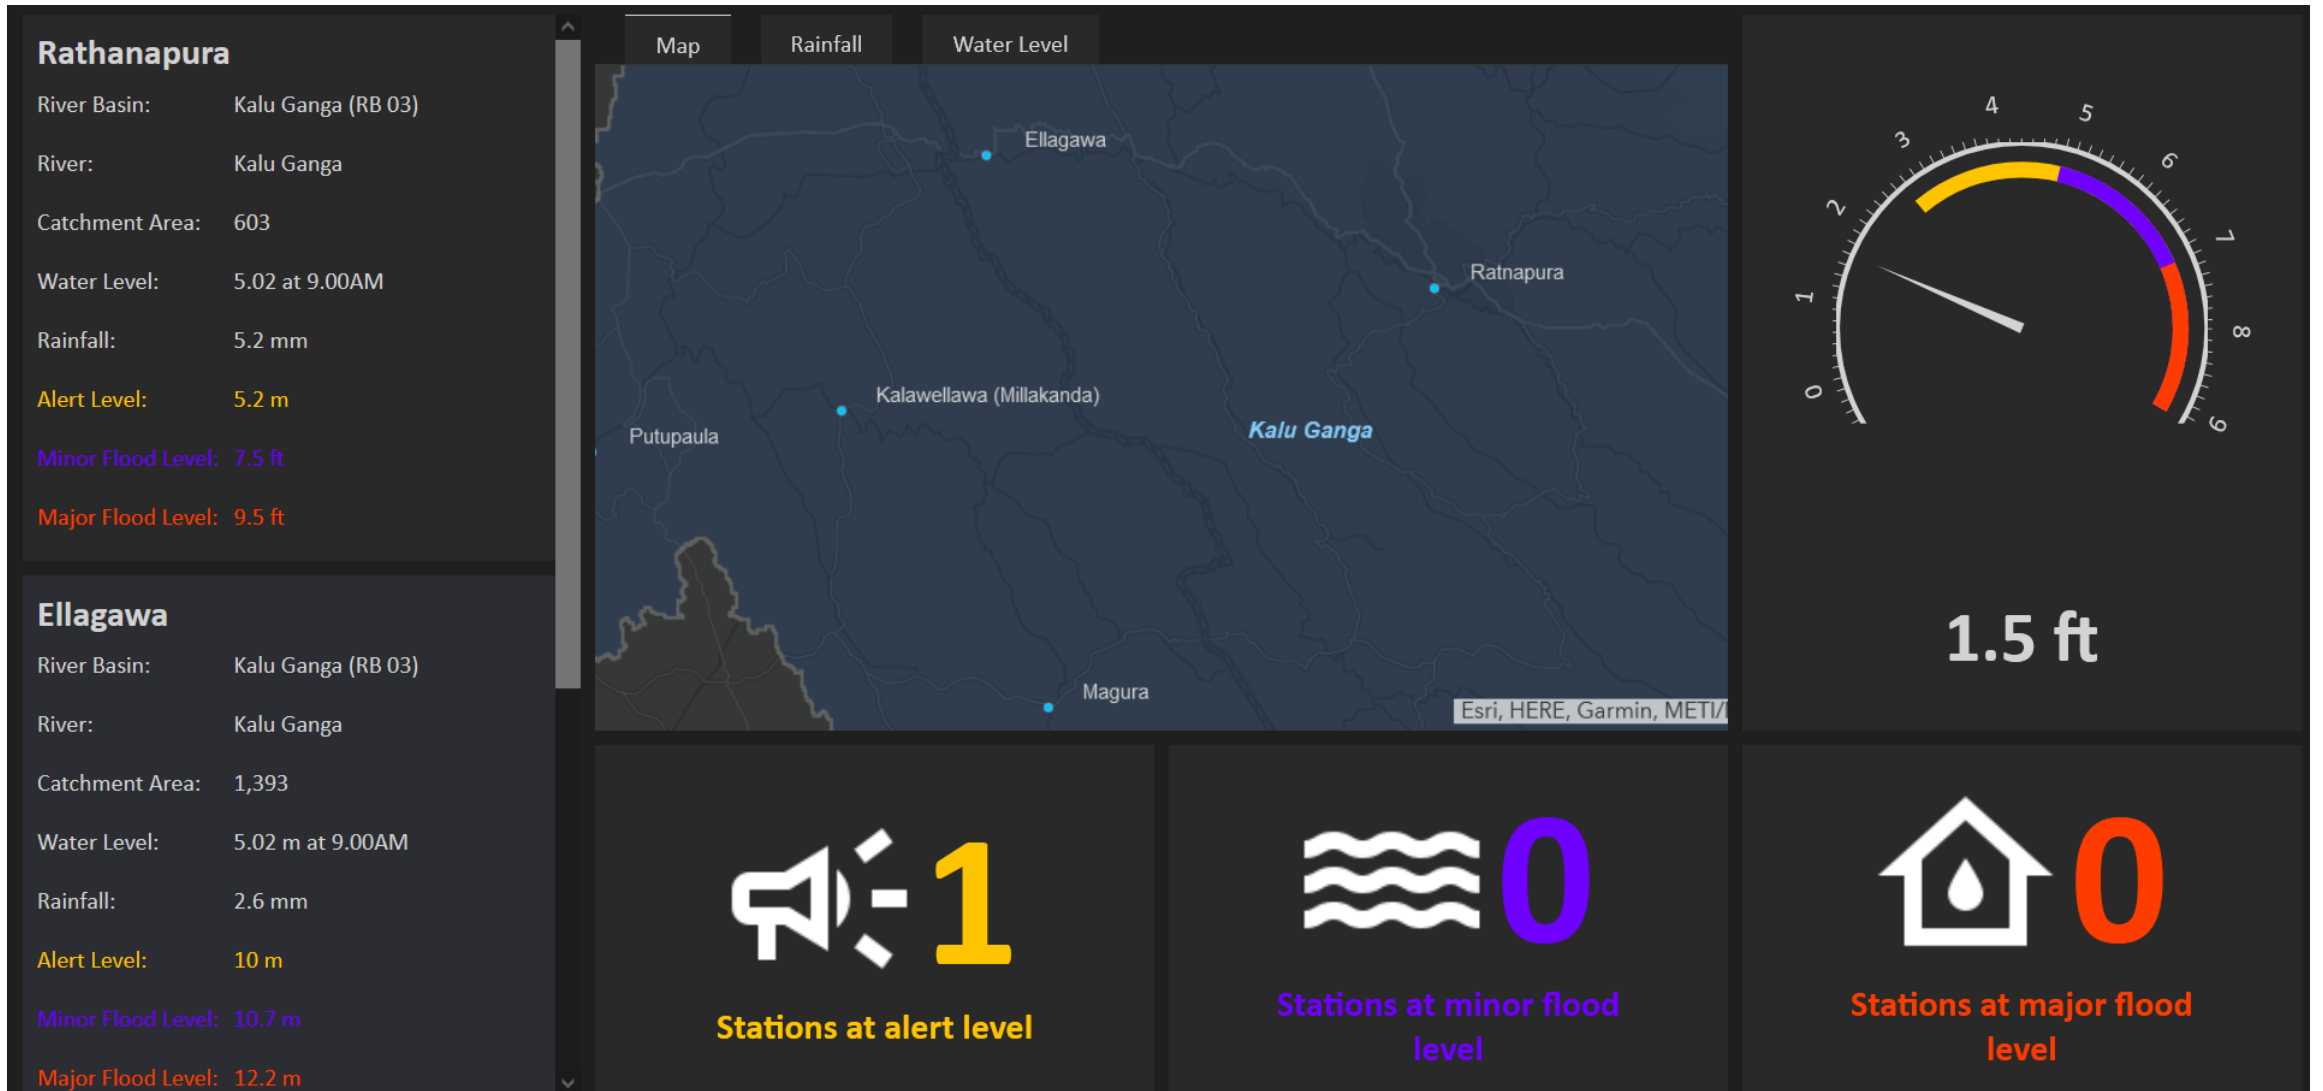 Rathanapura
River Basin: Kalu Ganga (RB 03)
River: Kalu Ganga
Catchment Area: 603
Water Level: 5.02 at 9.00AM
Rainfall: 5.2 mm
Alert Level: 5.2 m
Minor Flood Level: 7.5 ft
Major Flood Level: 9.5 ft
Ellagawa
River Basin: Kalu Ganga (RB 03)
River: Kalu Ganga
Catchment Area: 1,393
Water Level: 5.02 m at 9.00AM
Rainfall: 2.6 mm
Alert Level: 10 m
Minor Flood Level: 10.7 m
Major Flood Level: 12.2 m
Map Rainfall Water Level
Ellagawa
Ratnapura
Kalawellawa (Millakanda)
Putupaula
Kalu Ganga
Magura
Esri, HERE, Garmin, METI/
0
1
2
3
4
5
6
7
8
9
1.5 ft
1
Stations at alert level
0
Stations at minor flood
level
0
Stations at major flood
level